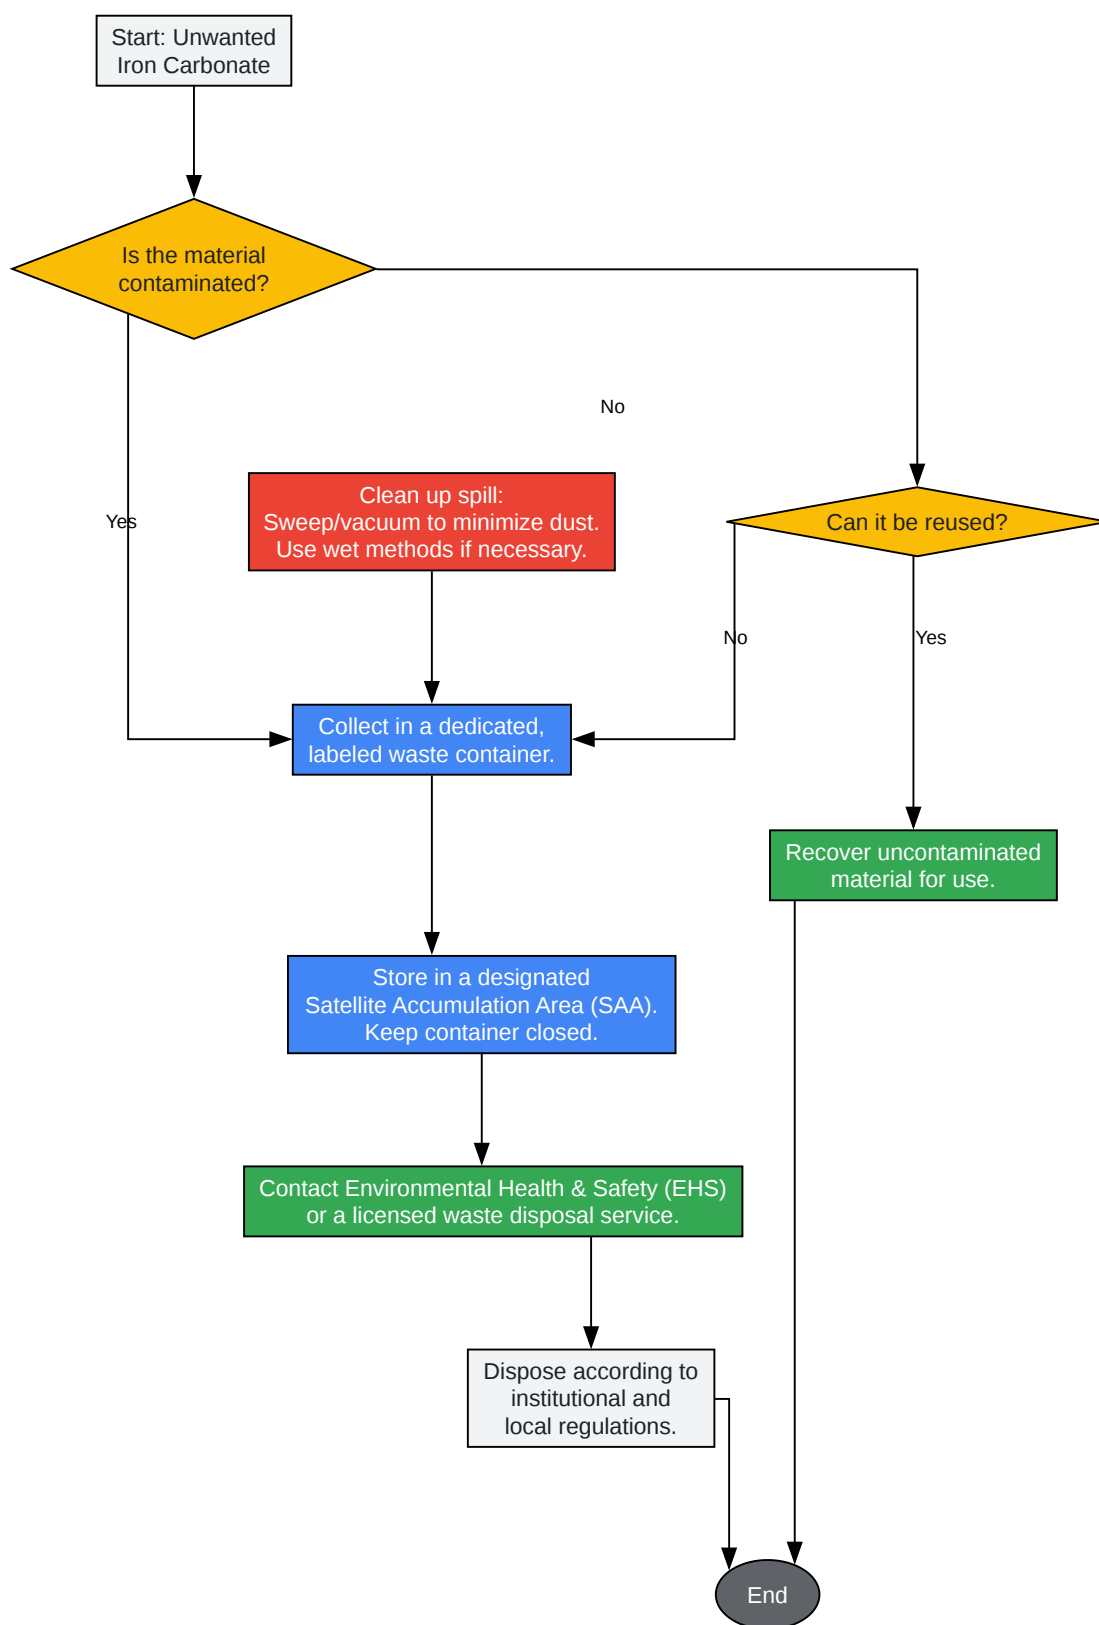 Start: Unwanted
Iron Carbonate
Is the material
contaminated?
No
Clean up spill:
Sweep/vacuum to minimize dust.
Use wet methods if necessary.
Yes
Can it be reused?
No
Yes
Collect in a dedicated,
labeled waste container.
Recover uncontaminated
material for use.
Store in a designated
Satellite Accumulation Area (SAA).
Keep container closed.
Contact Environmental Health & Safety (EHS)
or a licensed waste disposal service.
Dispose according to
institutional and
local regulations.
End